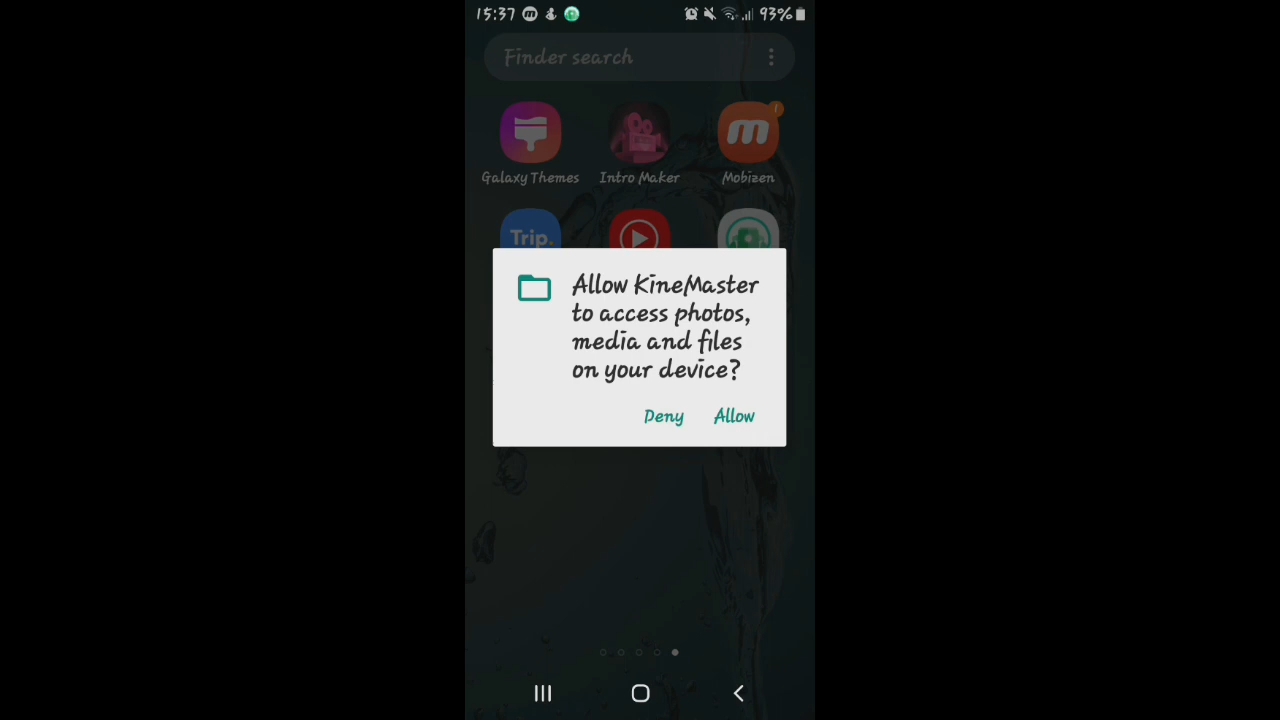 15:37 m 93%
Finder search
1
m
Galaxy Themes Intro Maker Mobizen
Trip.
Allow KineMaster
to access photos,
media and files
on your device?
Deny Allow